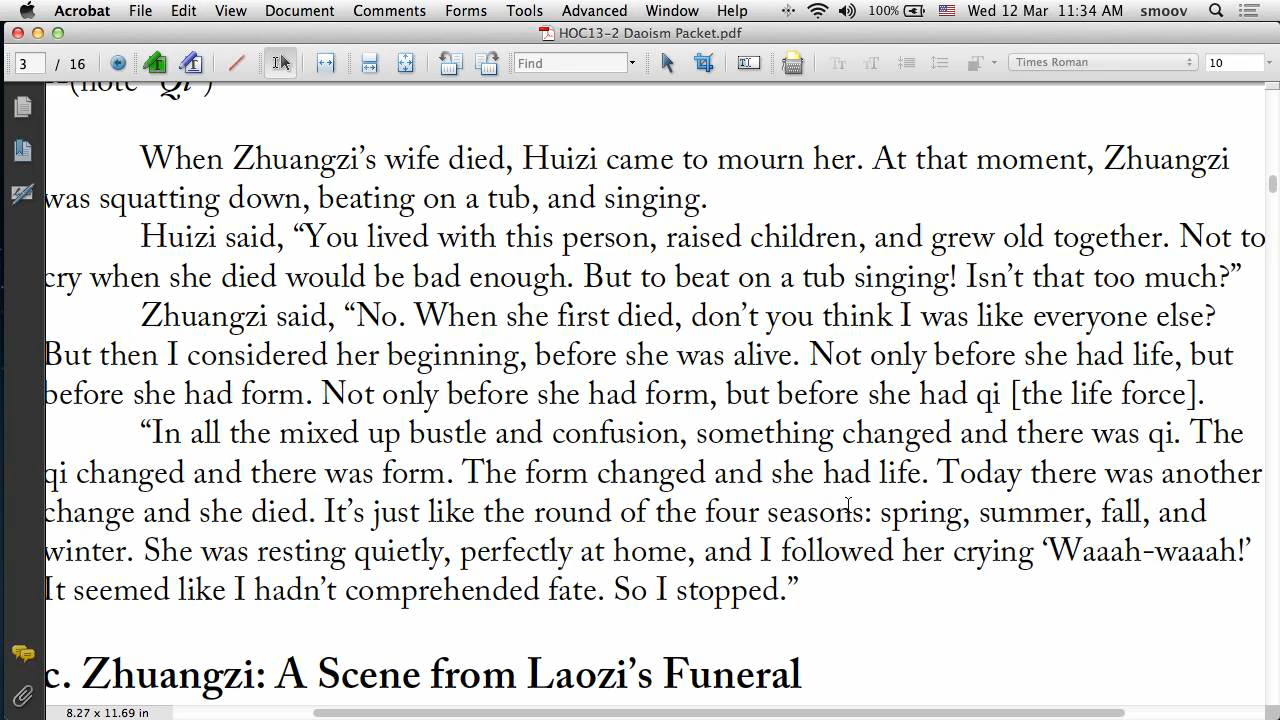 Acrobat File Edit View Document Comments Forms Tools Advanced Window Help 100% Wed 12 Mar 11:34 AM smoov
HOC13-2 Daoism Packet.pdf
3 / 16 Find Times Roman 10
(note "Qi")
When Zhuangzi’s wife died, Huizi came to mourn her. At that moment, Zhuangzi
was squatting down, beating on a tub, and singing.
Huizi said, “You lived with this person, raised children, and grew old together. Not to
cry when she died would be bad enough. But to beat on a tub singing! Isn’t that too much?”
Zhuangzi said, “No. When she first died, don’t you think I was like everyone else?
But then I considered her beginning, before she was alive. Not only before she had life, but
before she had form. Not only before she had form, but before she had qi [the life force].
“In all the mixed up bustle and confusion, something changed and there was qi. The
qi changed and there was form. The form changed and she had life. Today there was another
change and she died. It’s just like the round of the four seasons: spring, summer, fall, and
winter. She was resting quietly, perfectly at home, and I followed her crying ‘Waaah-waaah!’
It seemed like I hadn’t comprehended fate. So I stopped.”
c. Zhuangzi: A Scene from Laozi’s Funeral
8.27 x 11.69 in